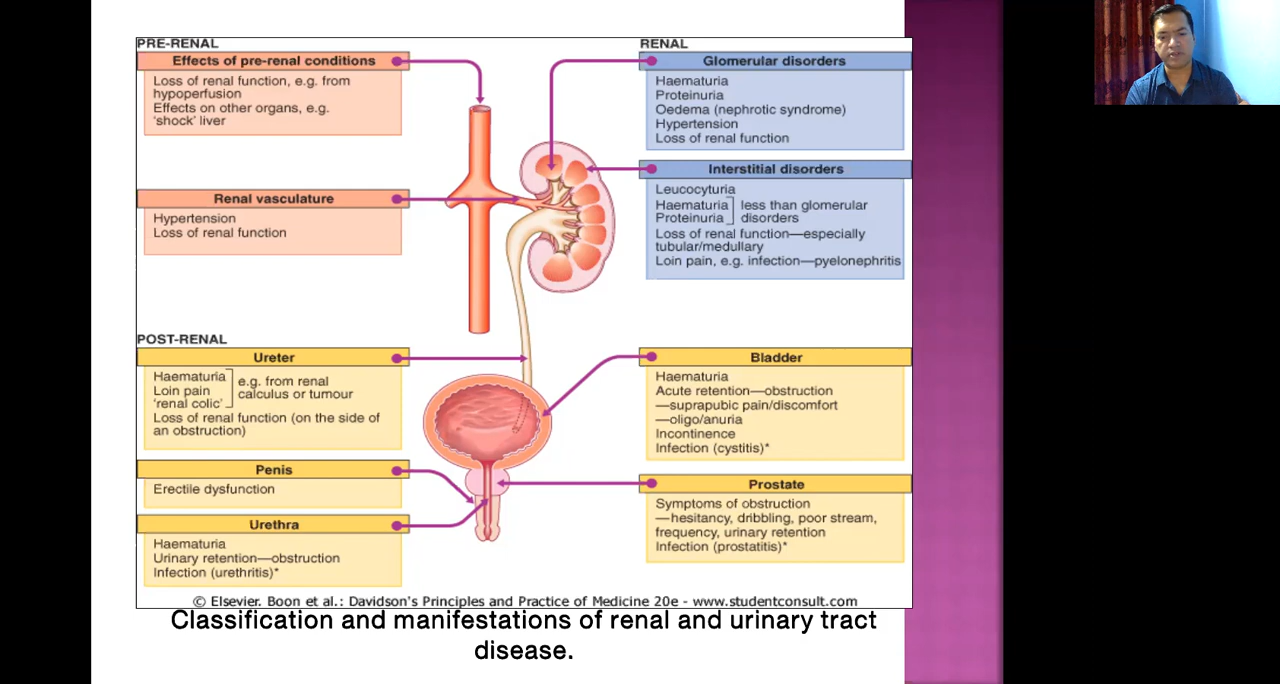 PRE-RENAL
Effects of pre-renal conditions
Loss of renal function, e.g. from
hypoperfusion
Effects on other organs, e.g.
'shock' liver
Renal vasculature
Hypertension
Loss of renal function
RENAL
Glomerular disorders
Haematuria
Proteinuria
Oedema (nephrotic syndrome)
Hypertension
Loss of renal function
Interstitial disorders
Leucocyturia
Haematuria less than glomerular
Proteinuria disorders
Loss of renal function—especially
tubular/medullary
Loin pain, e.g. infection—pyelonephritis
POST-RENAL
Ureter
Haematuria
Loin pain
'renal colic'
e.g. from renal
calculus or tumour
Loss of renal function (on the side of
an obstruction)
Penis
Erectile dysfunction
Urethra
Haematuria
Urinary retention—obstruction
Infection (urethritis)*
Bladder
Haematuria
Acute retention—obstruction
—suprapubic pain/discomfort
—oligo/anuria
Incontinence
Infection (cystitis)*
Prostate
Symptoms of obstruction
—hesitancy, dribbling, poor stream,
frequency, urinary retention
Infection (prostatitis)*
© Elsevier. Boon et al.: Davidson's Principles and Practice of Medicine 20e - www.studentconsult.com
Classification and manifestations of renal and urinary tract
disease.